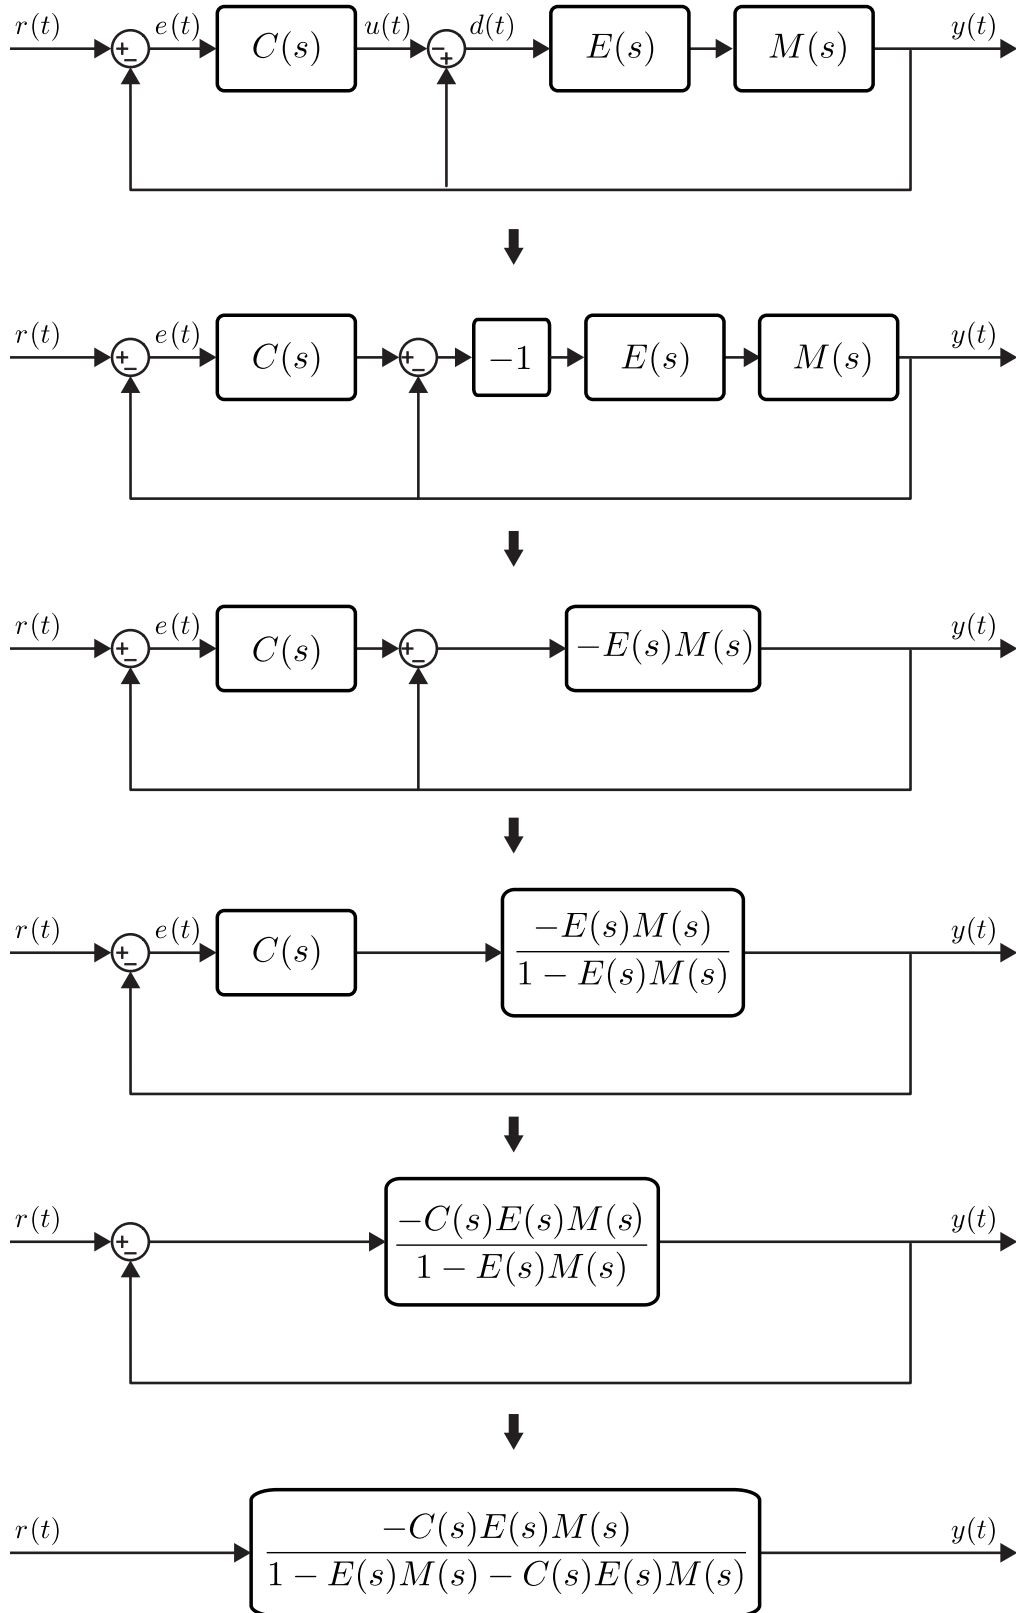 r(t) + − e(t) C(s) u(t) − + d(t) E(s) M(s) y(t)
r(t) + − e(t) C(s) + − −1 E(s) M(s) y(t)
r(t) + − e(t) C(s) + − −E(s)M(s) y(t)
r(t) + − e(t) C(s) −E(s)M(s) y(t)
1 − E(s)M(s)
r(t) + − −C(s)E(s)M(s) y(t)
1 − E(s)M(s)
r(t) −C(s)E(s)M(s) y(t)
1 − E(s)M(s) − C(s)E(s)M(s)